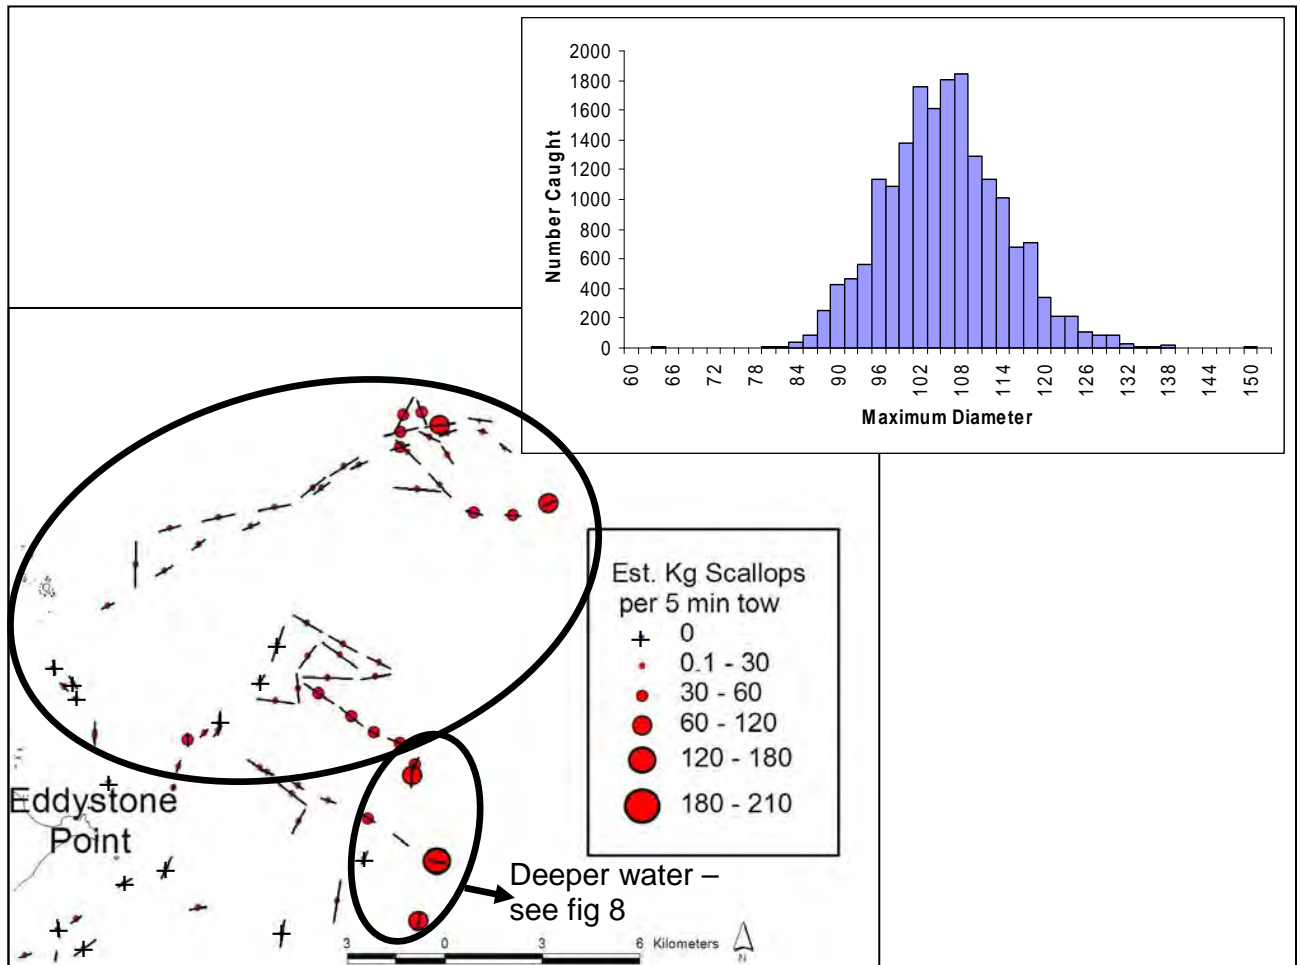 2000
1800
1600
1400
1200
1000
800
600
400
200
0
Number Caught
60 66 72 78 84 90 96 102 108 114 120 126 132 138 144 150
Maximum Diameter
Est. Kg Scallops
per 5 min tow
0
0.1 - 30
30 - 60
60 - 120
120 - 180
180 - 210
Eddystone
Point
Deeper water –
see fig 8
3 0 3 6 Kilometers
N